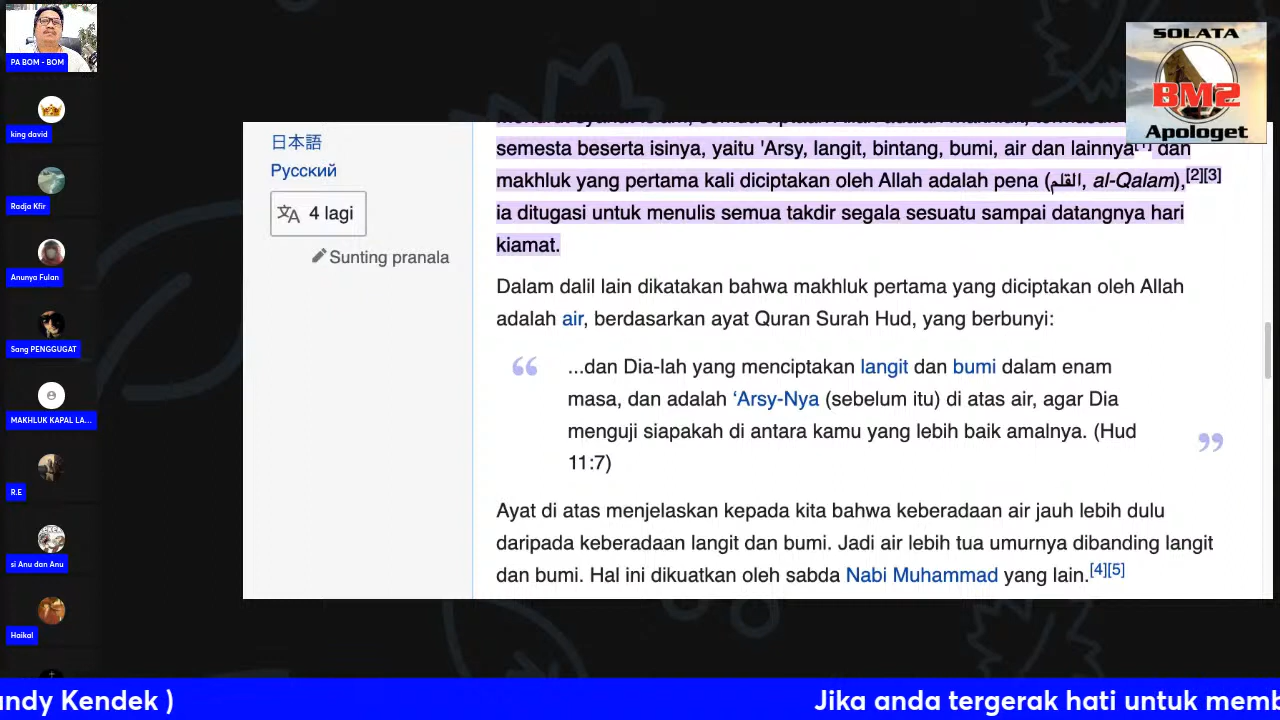 PA BOM - BOM
king david
Radja Kfir
Anunya Fulan
Sang PENGGUGAT
MAKHLUK KAPAL LA...
R.E
si Anu dan Anu
Haikal
SOLATA
BM2
Apologet
日本語
Русский
4 lagi
Sunting pranala
semesta beserta isinya, yaitu 'Arsy, langit, bintang, bumi, air dan lainnya[1] dan
makhluk yang pertama kali diciptakan oleh Allah adalah pena (القلم, al-Qalam),[2][3]
ia ditugasi untuk menulis semua takdir segala sesuatu sampai datangnya hari
kiamat.
Dalam dalil lain dikatakan bahwa makhluk pertama yang diciptakan oleh Allah
adalah air, berdasarkan ayat Quran Surah Hud, yang berbunyi:
“ ...dan Dia-lah yang menciptakan langit dan bumi dalam enam
masa, dan adalah ‘Arsy-Nya (sebelum itu) di atas air, agar Dia
menguji siapakah di antara kamu yang lebih baik amalnya. (Hud
11:7) ”
Ayat di atas menjelaskan kepada kita bahwa keberadaan air jauh lebih dulu
daripada keberadaan langit dan bumi. Jadi air lebih tua umurnya dibanding langit
dan bumi. Hal ini dikuatkan oleh sabda Nabi Muhammad yang lain.[4][5]
andy Kendek ) Jika anda tergerak hati untuk memb